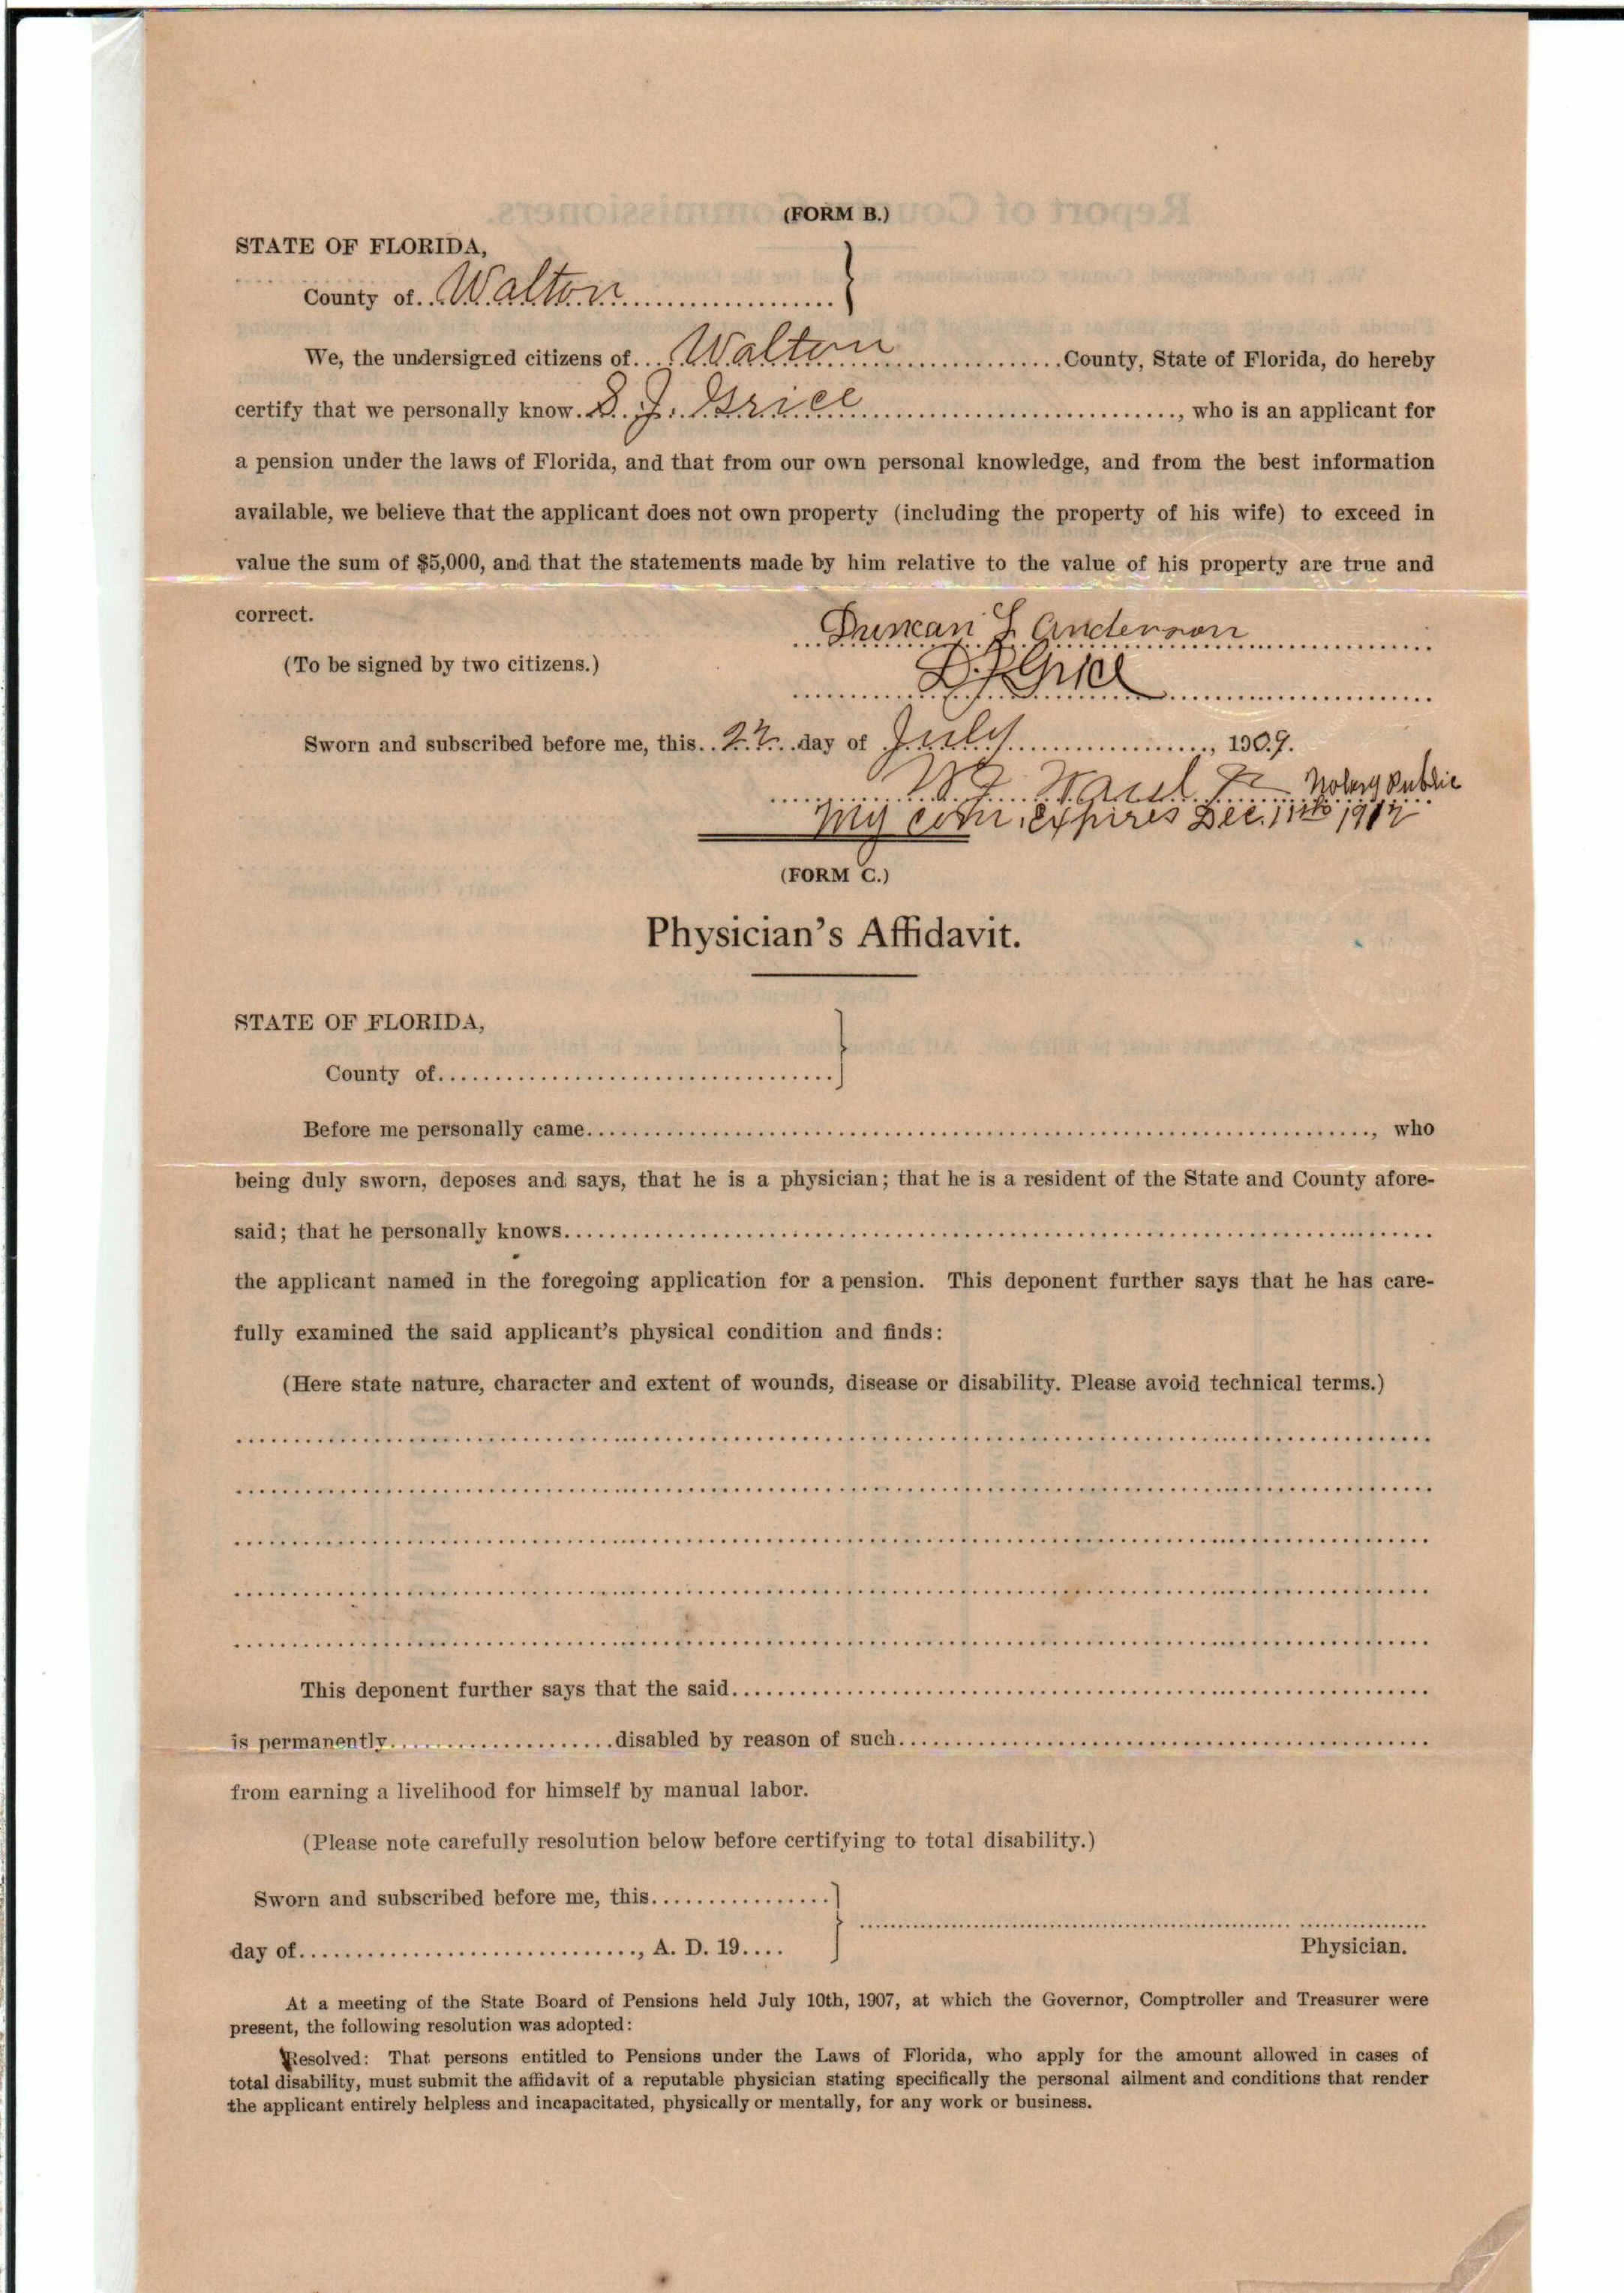 (FORM B.)
STATE OF FLORIDA,
County of Walton
We, the undersigned citizens of Walton County, State of Florida, do hereby
certify that we personally know S. J. Grice, who is an applicant for
a pension under the laws of Florida, and that from our own personal knowledge, and from the best information
available, we believe that the applicant does not own property (including the property of his wife) to exceed in
value the sum of $5,000, and that the statements made by him relative to the value of his property are true and
correct.
Duncan L. Anderson
(To be signed by two citizens.)
Grice
Sworn and subscribed before me, this 22 day of July, 1909.
Notary Public
My com. expires Dec. 11th 1912
(FORM C.)
Physician's Affidavit.
STATE OF FLORIDA,
County of
Before me personally came, who
being duly sworn, deposes and says, that he is a physician; that he is a resident of the State and County afore-
said; that he personally knows
the applicant named in the foregoing application for a pension. This deponent further says that he has care-
fully examined the said applicant's physical condition and finds:
(Here state nature, character and extent of wounds, disease or disability. Please avoid technical terms.)
This deponent further says that the said
is permanently disabled by reason of such
from earning a livelihood for himself by manual labor.
(Please note carefully resolution below before certifying to total disability.)
Sworn and subscribed before me, this
day of, A. D. 19
Physician.
At a meeting of the State Board of Pensions held July 10th, 1907, at which the Governor, Comptroller and Treasurer were
present, the following resolution was adopted:
Resolved: That persons entitled to Pensions under the Laws of Florida, who apply for the amount allowed in cases of
total disability, must submit the affidavit of a reputable physician stating specifically the personal ailment and conditions that render
the applicant entirely helpless and incapacitated, physically or mentally, for any work or business.